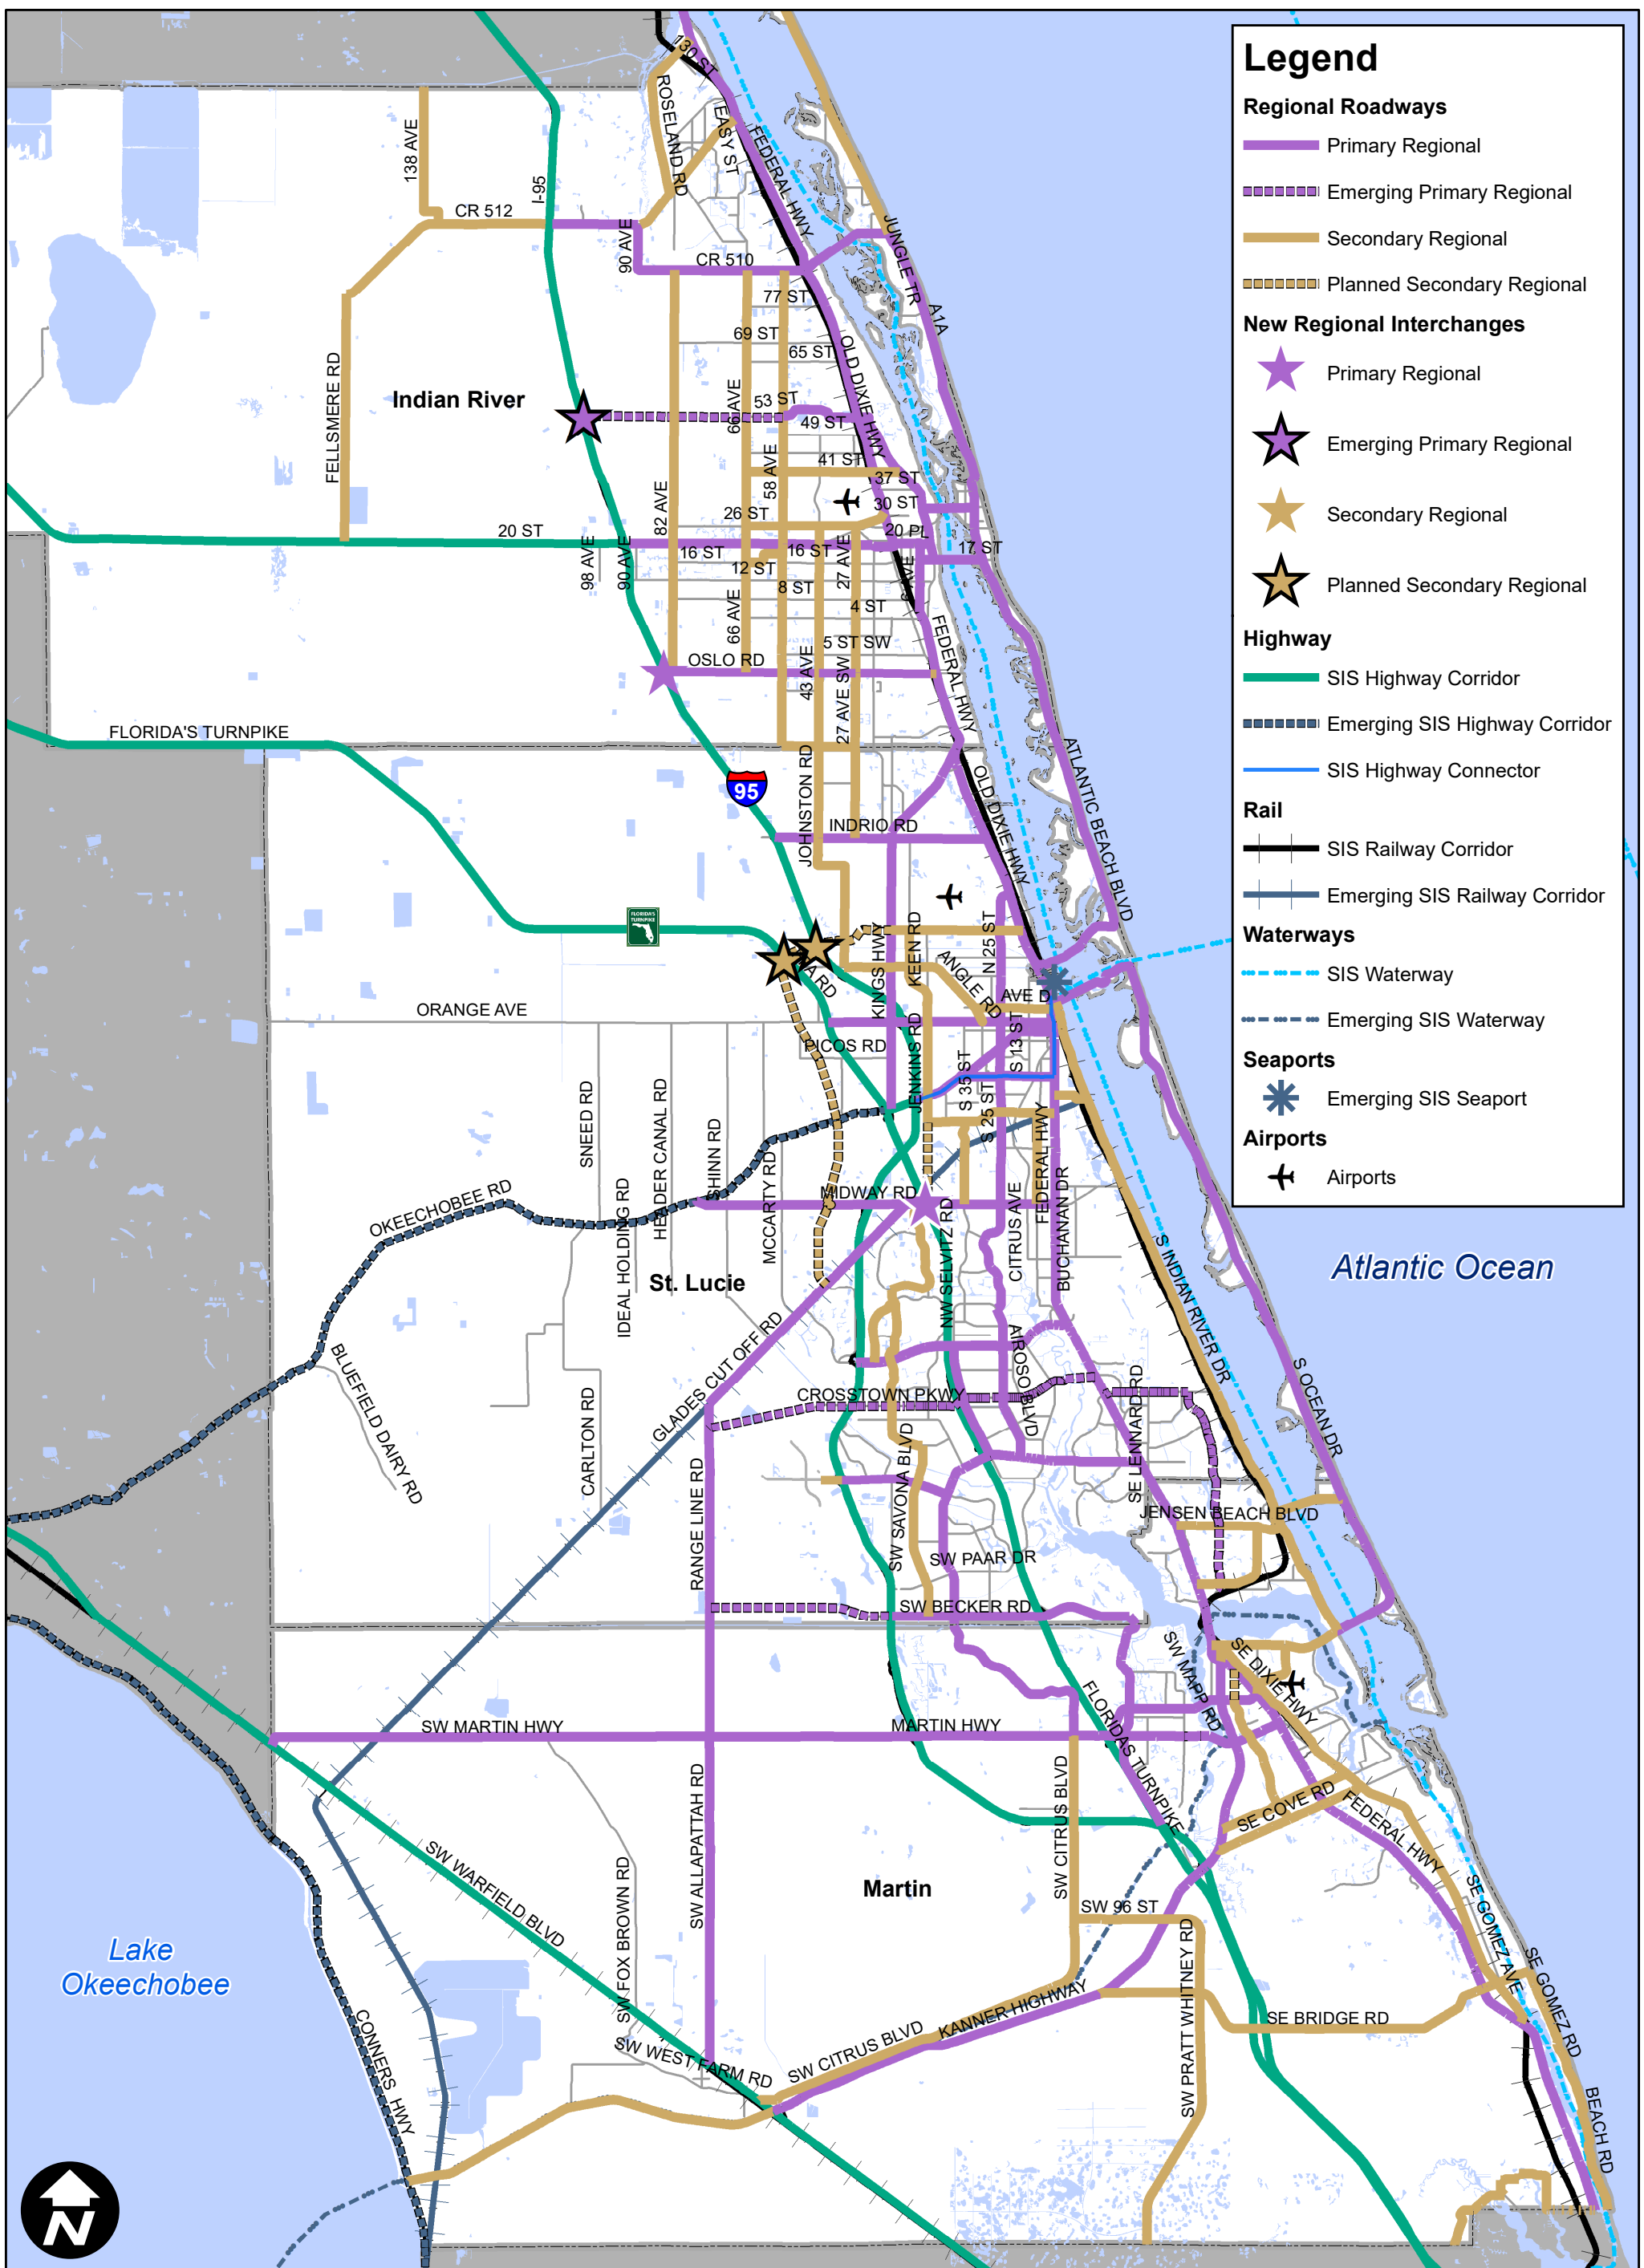 Legend
Regional Roadways
Primary Regional
Emerging Primary Regional
Secondary Regional
Planned Secondary Regional
New Regional Interchanges
Primary Regional
Emerging Primary Regional
Secondary Regional
Planned Secondary Regional
Highway
SIS Highway Corridor
Emerging SIS Highway Corridor
SIS Highway Connector
Rail
SIS Railway Corridor
Emerging SIS Railway Corridor
Waterways
SIS Waterway
Emerging SIS Waterway
Seaports
Emerging SIS Seaport
Airports
Airports
130 ST
ROSELAND RD
EASY ST
FEDERAL HWY
138 AVE
I-95
CR 512
90 AVE
CR 510
JUNGLE TR
A1A
77 ST
69 ST
65 ST
OLD DIXIE HWY
FELLSMERE RD
Indian River
66 AVE
53 ST
49 ST
41 ST
37 ST
58 AVE
82 AVE
30 ST
26 ST
20 ST
20 PL
17 ST
16 ST
16 ST
98 AVE
90 AVE
12 ST
27 AVE
8 ST
4 ST
66 AVE
5 ST SW
FEDERAL HWY
OSLO RD
43 AVE
27 AVE SW
FLORIDA'S TURNPIKE
95
JOHNSTON RD
OLD DIXIE HWY
ATLANTIC BEACH BLVD
INDRIO RD
FLORIDA'S
TURNPIKE
KINGS HWY
KEEN RD
N 25 ST
ANGLE RD
AVE D
ORANGE AVE
PICOS RD
JENKINS RD
S 13 ST
S 35 ST
S 25 ST
SNEED RD
HEADER CANAL RD
SHINN RD
MCCARTY RD
FEDERAL HWY
BUCHANAN DR
OKEECHOBEE RD
MIDWAY RD
IDEAL HOLDING RD
NW SELVITZ RD
CITRUS AVE
St. Lucie
S INDIAN RIVER DR
Atlantic Ocean
BLUEFIELD DAIRY RD
GLADES CUT OFF RD
AIROSO BLVD
S OCEAN DR
CROSSTOWN PKWY
CARLTON RD
SE LENNARD RD
RANGE LINE RD
SW SAVONA BLVD
JENSEN BEACH BLVD
SW PAAR DR
SW BECKER RD
SW MAPP RD
SE DIXIE HWY
FLORIDAS TURNPIKE
SW MARTIN HWY
MARTIN HWY
SW ALLAPATTAH RD
SW CITRUS BLVD
SE COVE RD
FEDERAL HWY
SW WARFIELD BLVD
SW FOX BROWN RD
Martin
SW 96 ST
SE GOMEZ AVE
SE GOMEZ RD
Lake
Okeechobee
SW PRATT WHITNEY RD
CONNERS HWY
SW WEST FARM RD
SW CITRUS BLVD
KANNER HIGHWAY
SE BRIDGE RD
BEACH RD
N